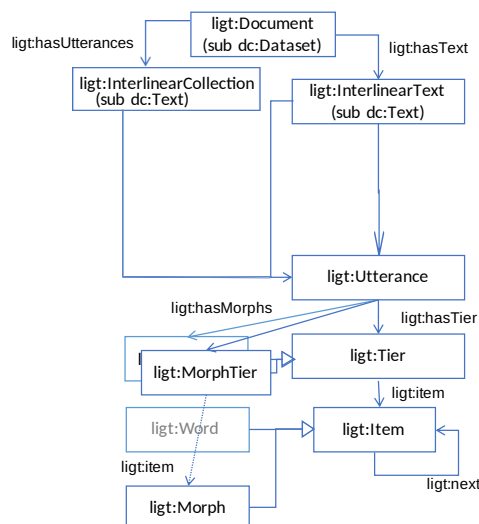 ligt:Document
(sub dc:Dataset)
ligt:hasUtterances
ligt:hasText
ligt:InterlinearCollection
(sub dc:Text)
ligt:InterlinearText
(sub dc:Text)
ligt:Utterance
ligt:hasMorphs
ligt:hasTier
ligt:Tier
ligt:MorphTier
ligt:item
ligt:Word
ligt:Item
ligt:item
ligt:next
ligt:Morph